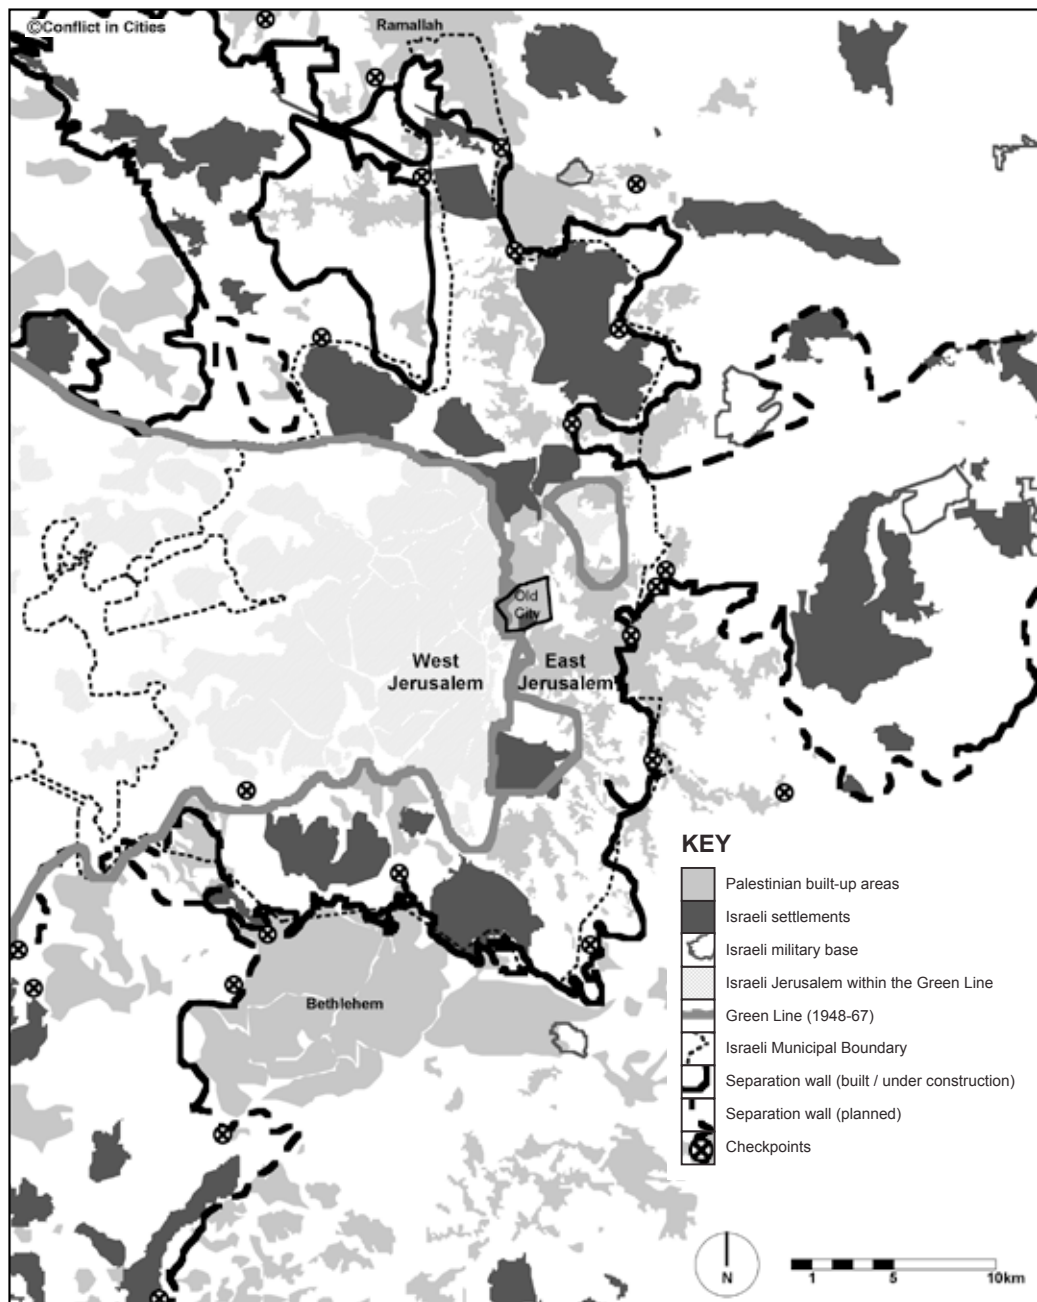 ©Conflict in Cities
Ramallah
Old
City
West
Jerusalem
East
Jerusalem
Bethlehem
KEY
Palestinian built-up areas
Israeli settlements
Israeli military base
Israeli Jerusalem within the Green Line
Green Line (1948-67)
Israeli Municipal Boundary
Separation wall (built / under construction)
Separation wall (planned)
Checkpoints
N
1 5 10km